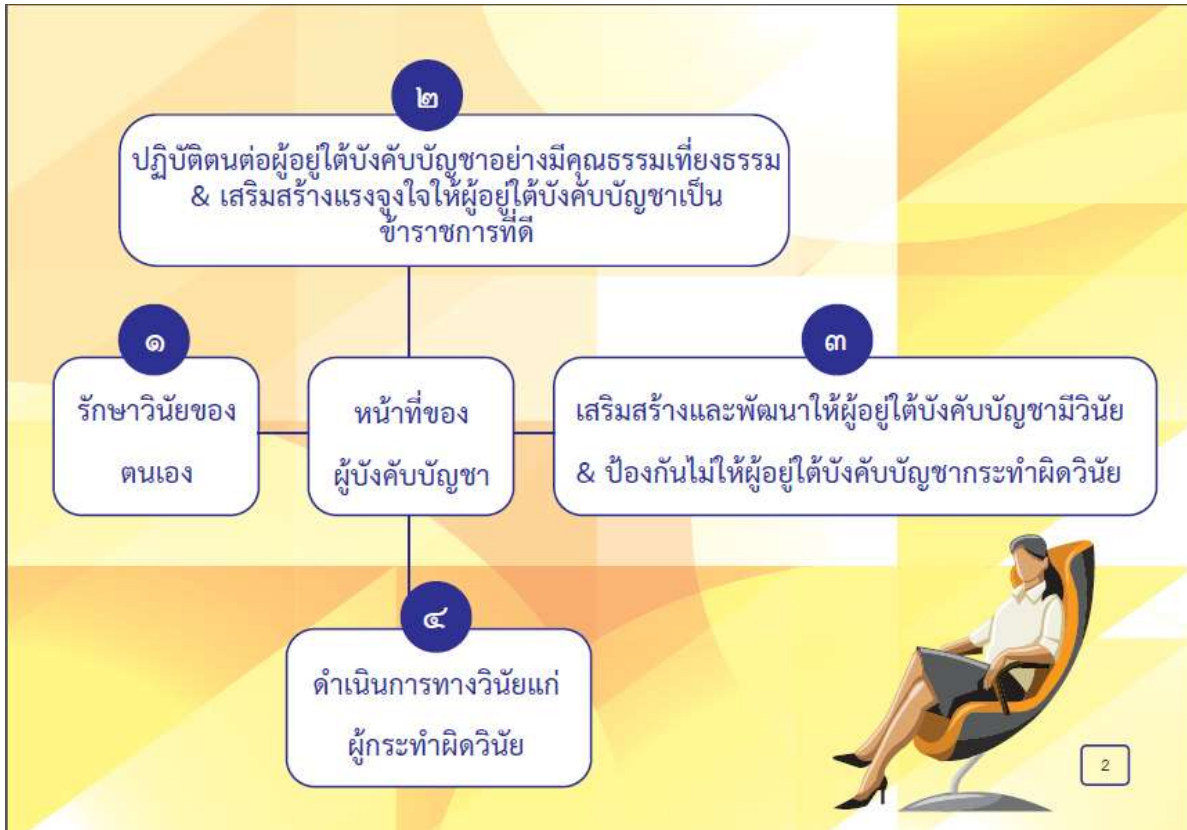 ๒
ปฏิบัติตนต่อผู้อยู่ใต้บังคับบัญชาอย่างมีคุณธรรมเที่ยงธรรม
& เสริมสร้างแรงจูงใจให้ผู้อยู่ใต้บังคับบัญชาเป็น
ข้าราชการที่ดี
๑
รักษาวินัยของ
ตนเอง
หน้าที่ของ
ผู้บังคับบัญชา
๓
เสริมสร้างและพัฒนาให้ผู้อยู่ใต้บังคับบัญชามีวินัย
& ป้องกันไม่ให้ผู้อยู่ใต้บังคับบัญชากระทำผิดวินัย
๔
ดำเนินการทางวินัยแก่
ผู้กระทำผิดวินัย
2